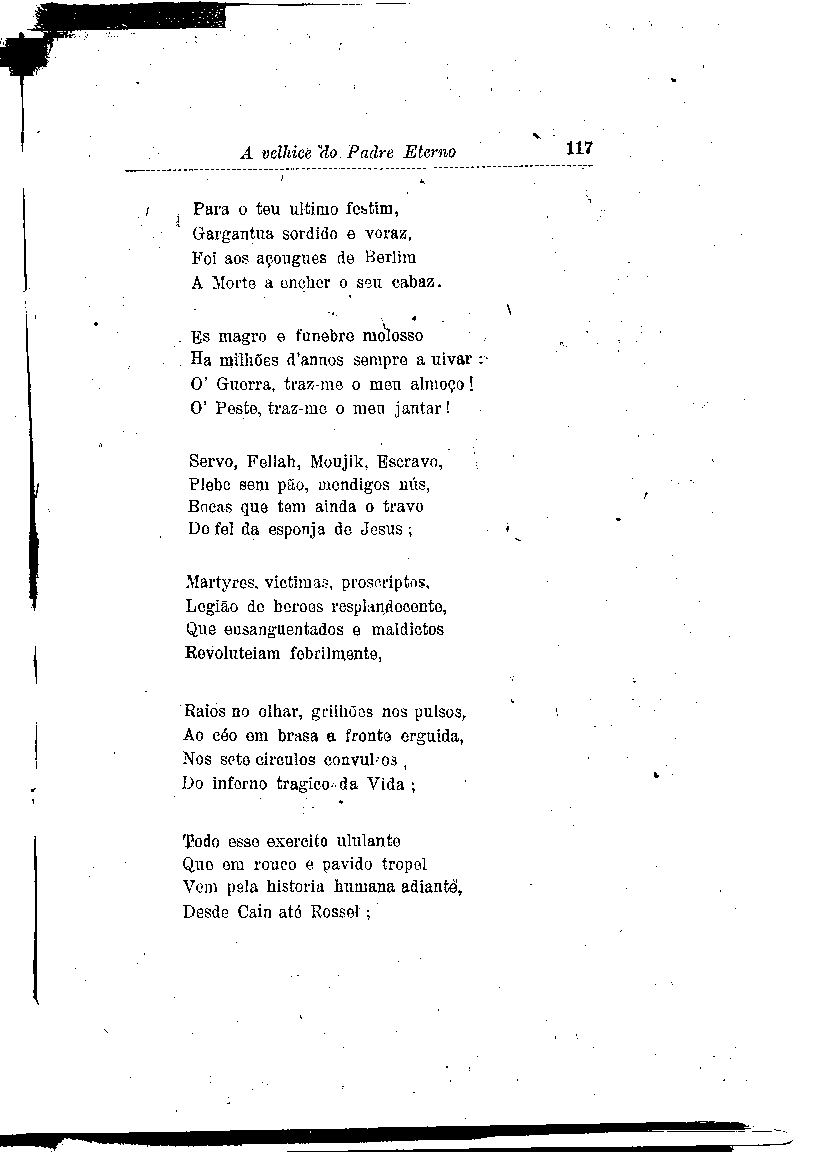 A velhice do Padre Eterno 117
Para o teu ultimo festim,
Gargantua sordido e voraz,
Foi aos açougues de Berlim
A Morte a encher o seu cabaz.
Es magro e funebre molosso
Ha milhões d'annos sempre a uivar :
O' Guerra, traz-me o meu almoço !
O' Peste, traz-me o meu jantar !
Servo, Fellah, Moujik, Escravo,
Plebe sem pão, mendigos nús,
Bocas que tem ainda o travo
Do fel da esponja de Jesus ;
Martyres, victimas, proscriptos,
Legião de heroes resplandecente,
Que ensanguentados e maldictos
Revoluteiam febrilmente,
Raios no olhar, grilhões nos pulsos,
Ao céo em brasa a fronte erguida,
Nos sete circulos convulsos ,
Do inferno tragico da Vida ;
Todo esse exercito ululante
Que em rouco e pavido tropel
Vem pela historia humana adiante,
Desde Cain até Rossel ;